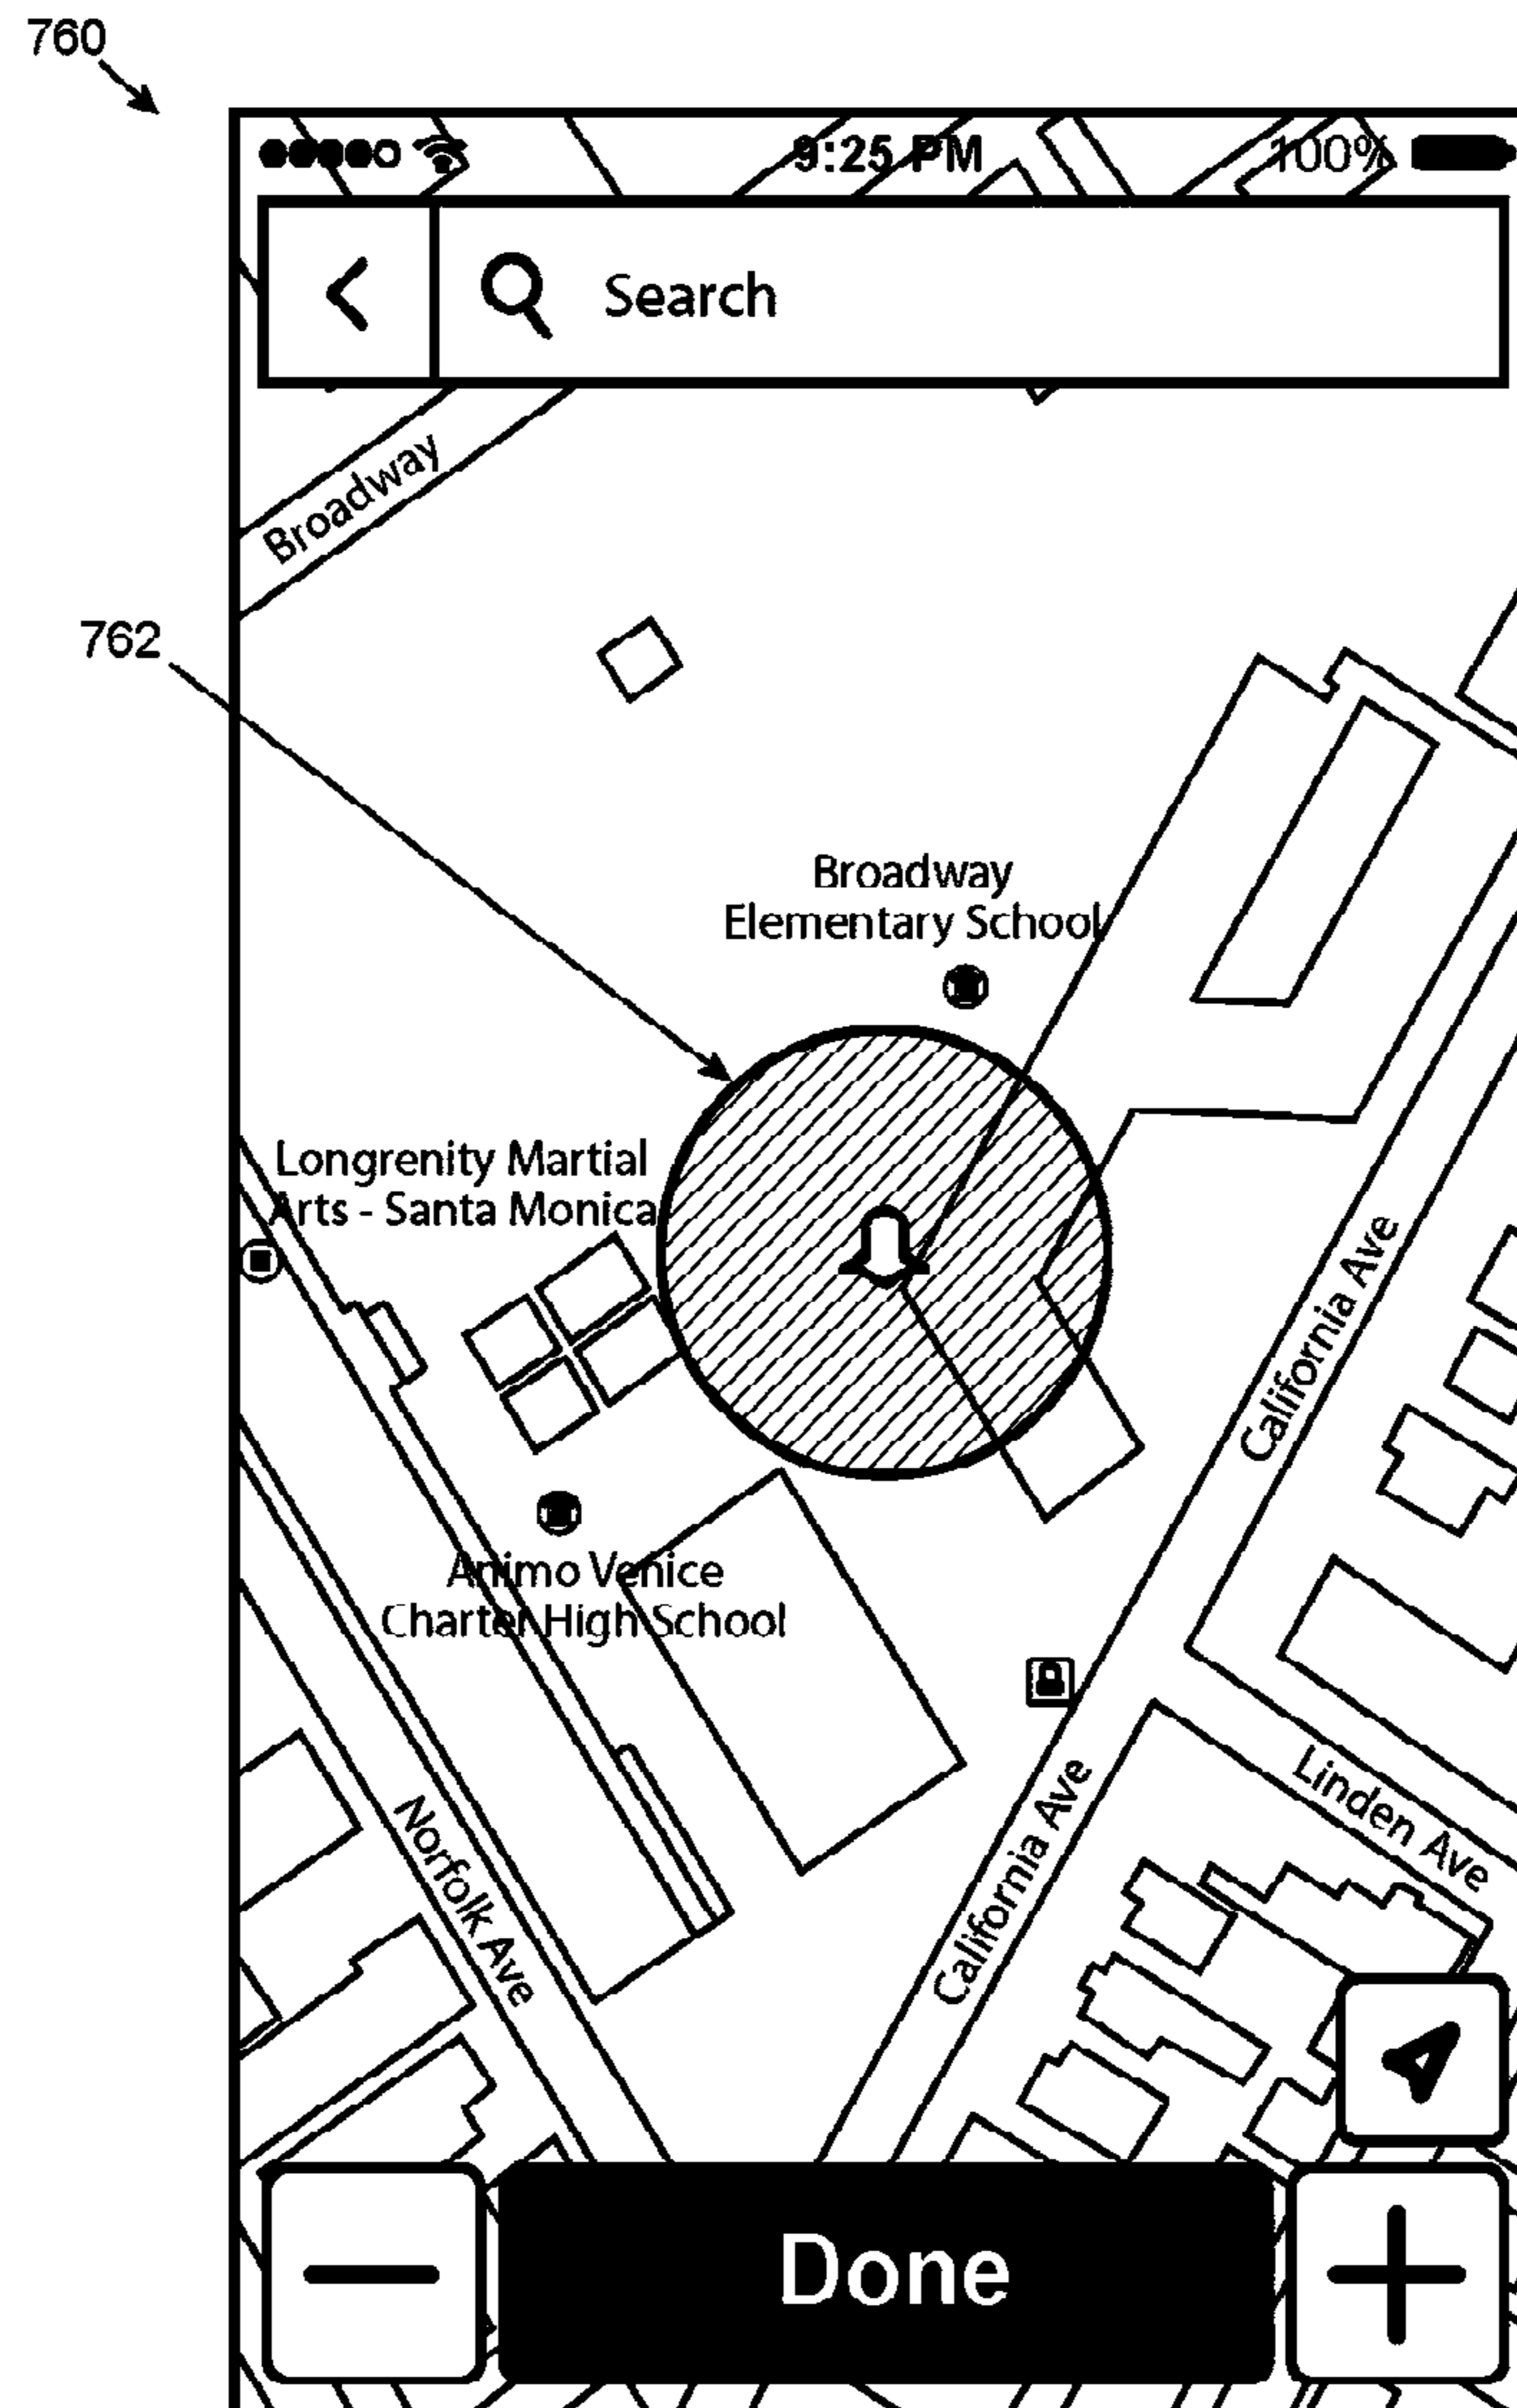 760
9:25 PM
100%
Search
Broadway
762
Broadway
Elementary School
Longrenity Martial
Arts - Santa Monica
California Ave
Animo Venice
Charter High School
Linden Ave
California Ave
Norfolk Ave
Done